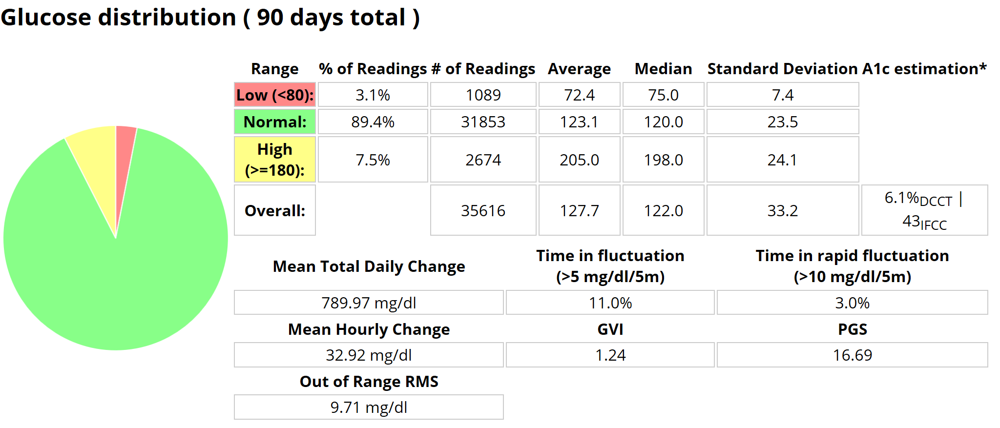 Glucose distribution ( 90 days total )
Range % of Readings # of Readings Average Median Standard Deviation A1c estimation*
Low (<80): 3.1% 1089 72.4 75.0 7.4
Normal: 89.4% 31853 123.1 120.0 23.5
High
(>=180): 7.5% 2674 205.0 198.0 24.1
Overall: 35616 127.7 122.0 33.2 6.1%DCCT |
43IFCC
Mean Total Daily Change Time in fluctuation
(>5 mg/dl/5m) Time in rapid fluctuation
(>10 mg/dl/5m)
789.97 mg/dl 11.0% 3.0%
Mean Hourly Change GVI PGS
32.92 mg/dl 1.24 16.69
Out of Range RMS
9.71 mg/dl